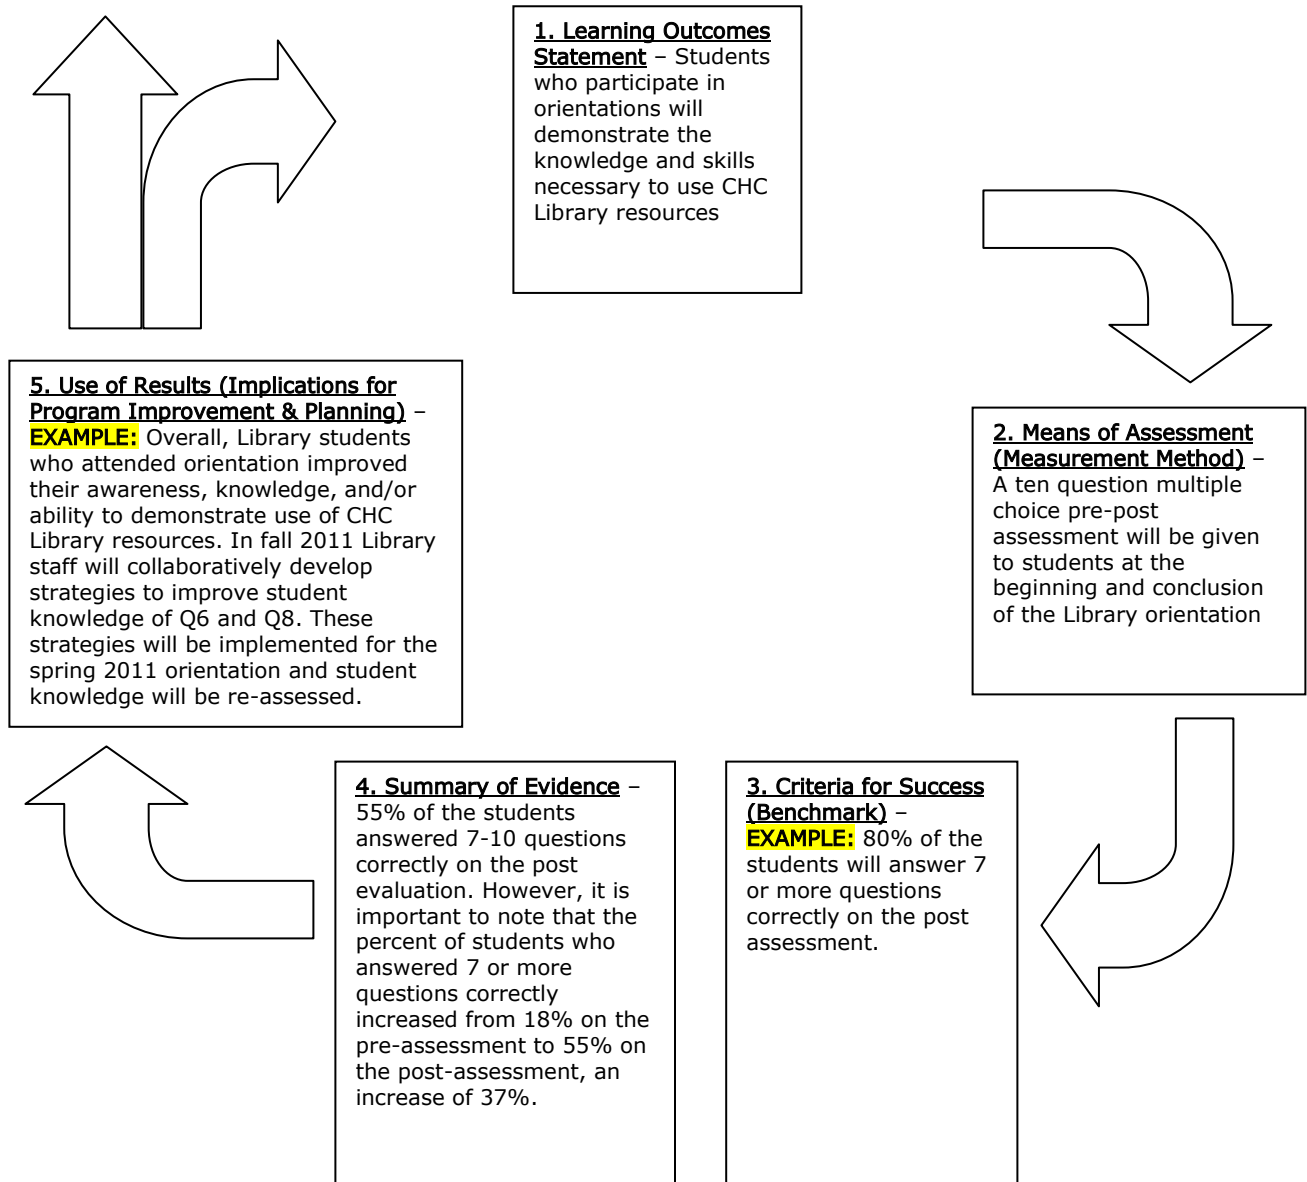 1. Learning Outcomes
Statement – Students
who participate in
orientations will
demonstrate the
knowledge and skills
necessary to use CHC
Library resources
2. Means of Assessment
(Measurement Method) –
A ten question multiple
choice pre-post
assessment will be given
to students at the
beginning and conclusion
of the Library orientation
3. Criteria for Success
(Benchmark) –
EXAMPLE: 80% of the
students will answer 7
or more questions
correctly on the post
assessment.
4. Summary of Evidence –
55% of the students
answered 7-10 questions
correctly on the post
evaluation. However, it is
important to note that the
percent of students who
answered 7 or more
questions correctly
increased from 18% on the
pre-assessment to 55% on
the post-assessment, an
increase of 37%.
5. Use of Results (Implications for
Program Improvement & Planning) –
EXAMPLE: Overall, Library students
who attended orientation improved
their awareness, knowledge, and/or
ability to demonstrate use of CHC
Library resources. In fall 2011 Library
staff will collaboratively develop
strategies to improve student
knowledge of Q6 and Q8. These
strategies will be implemented for the
spring 2011 orientation and student
knowledge will be re-assessed.